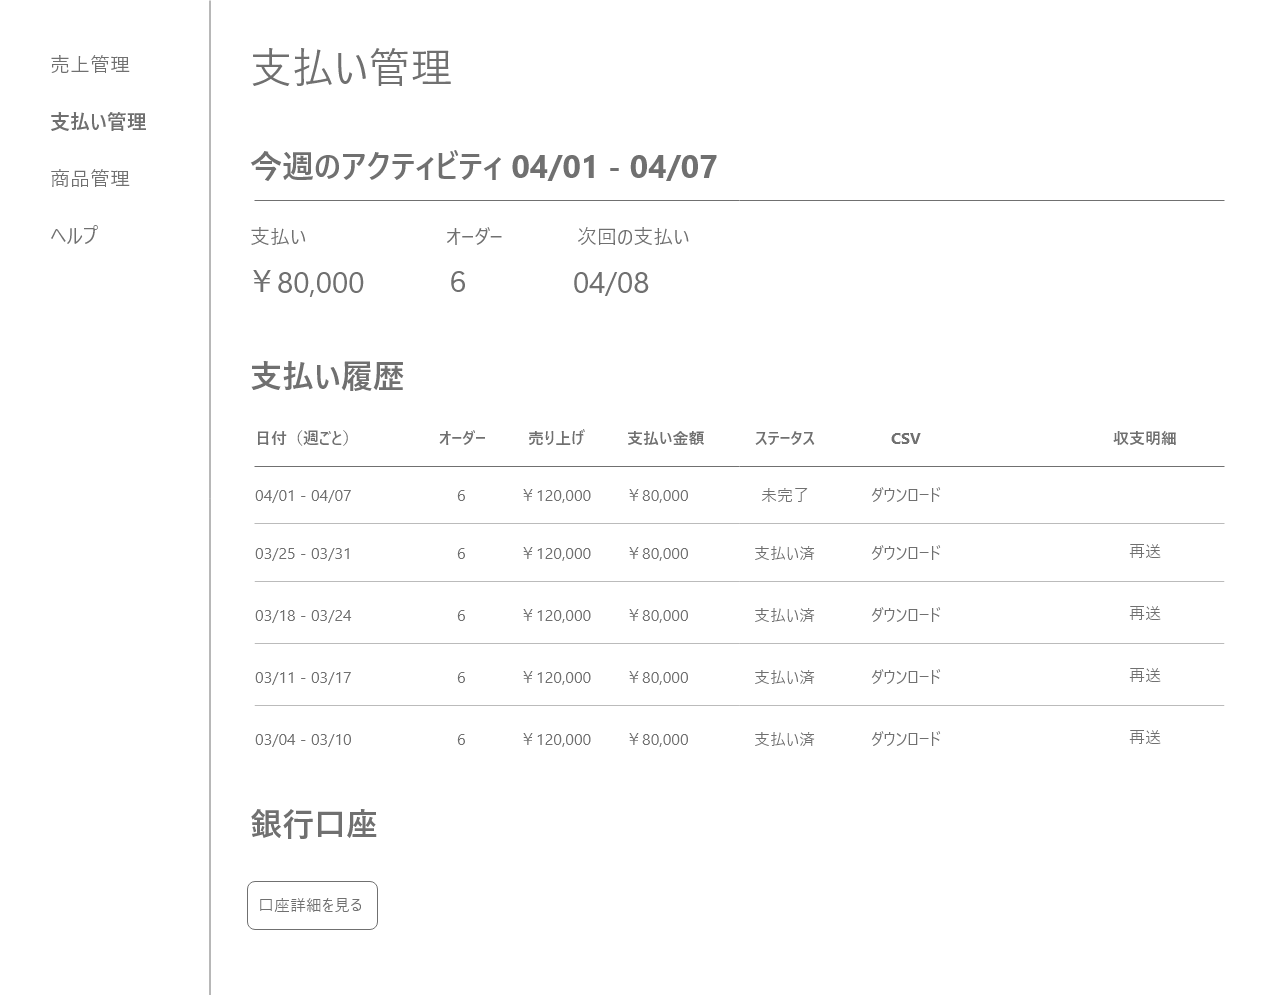 売上管理
支払い管理
商品管理
ヘルプ
支払い管理
今週のアクティビティ 04/01 - 04/07
支払い オーダー 次回の支払い
￥80,000 6 04/08
支払い履歴
日付（週ごと） オーダー 売り上げ 支払い金額 ステータス CSV 収支明細
04/01 - 04/07 6 ￥120,000 ￥80,000 未完了 ダウンロード
03/25 - 03/31 6 ￥120,000 ￥80,000 支払い済 ダウンロード 再送
03/18 - 03/24 6 ￥120,000 ￥80,000 支払い済 ダウンロード 再送
03/11 - 03/17 6 ￥120,000 ￥80,000 支払い済 ダウンロード 再送
03/04 - 03/10 6 ￥120,000 ￥80,000 支払い済 ダウンロード 再送
銀行口座
口座詳細を見る